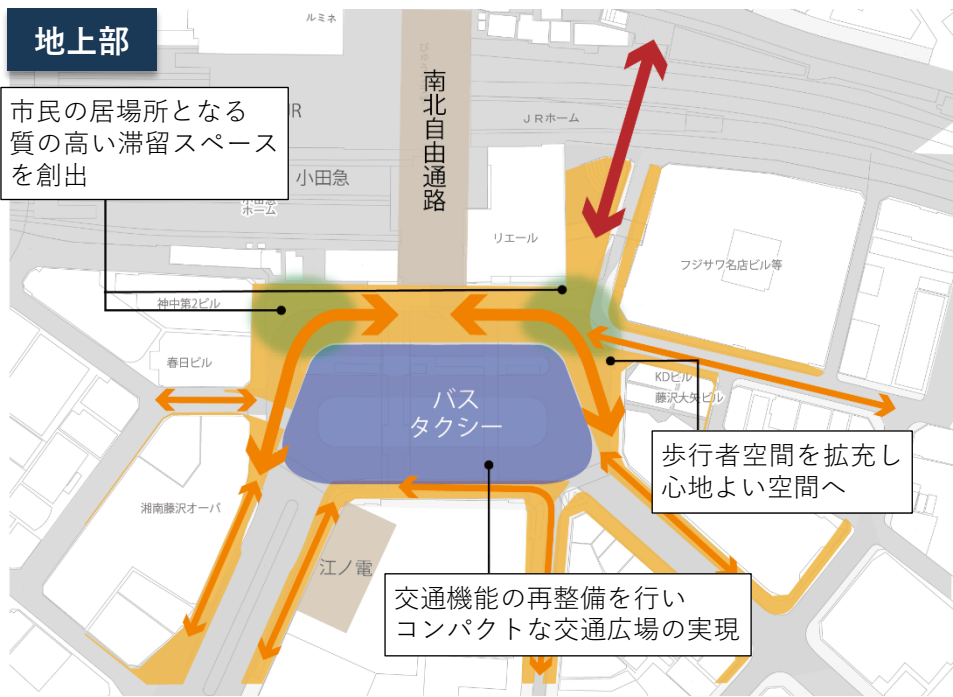 地上部
ルミネ
市民の居場所となる
質の高い滞留スペース
を創出
JR
南北自由通路
JRホーム
小田急
小田急
ホーム
リエール
フジサワ名店ビル等
神中第2ビル
春日ビル
KDビル
藤沢大矢ビル
バス
タクシー
歩行者空間を拡充し
心地よい空間へ
湘南藤沢オーパ
江ノ電
交通機能の再整備を行い
コンパクトな交通広場の実現